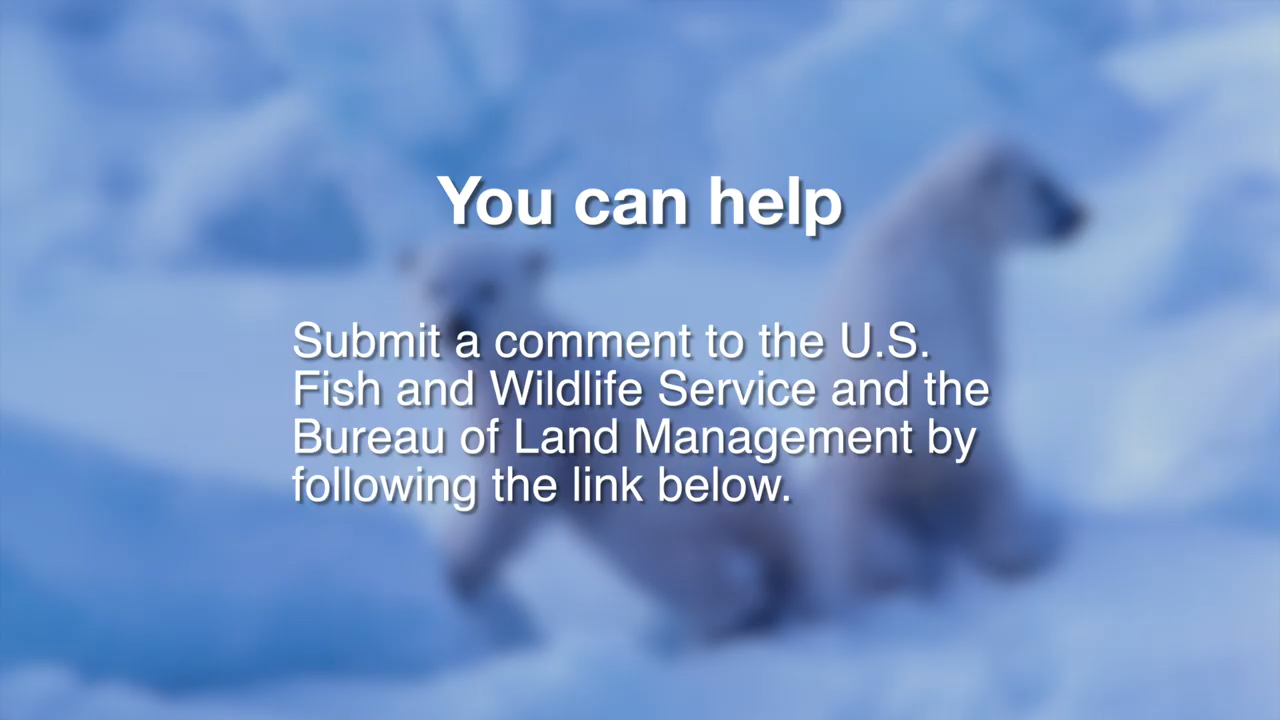 You can help
Submit a comment to the U.S.
Fish and Wildlife Service and the
Bureau of Land Management by
following the link below.